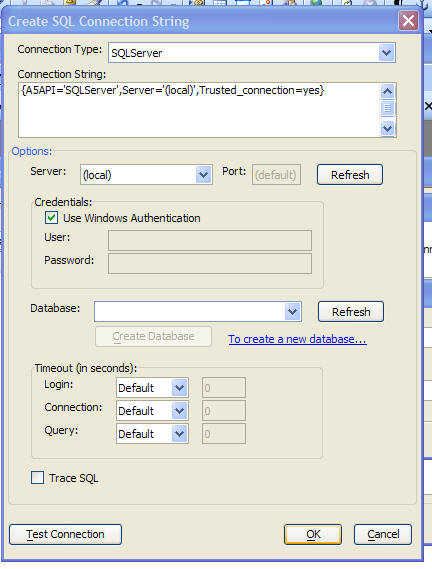 Create SQL Connection String
Connection Type: SQLServer
Connection String:
{A5API='SQLServer',Server='(local)',Trusted_connection=yes}
Options:
Server: (local) Port: (default) Refresh
Credentials:
Use Windows Authentication
User:
Password:
Database: Refresh
Create Database To create a new database...
Timeout (in seconds):
Login: Default 0
Connection: Default 0
Query: Default 0
Trace SQL
Test Connection OK Cancel